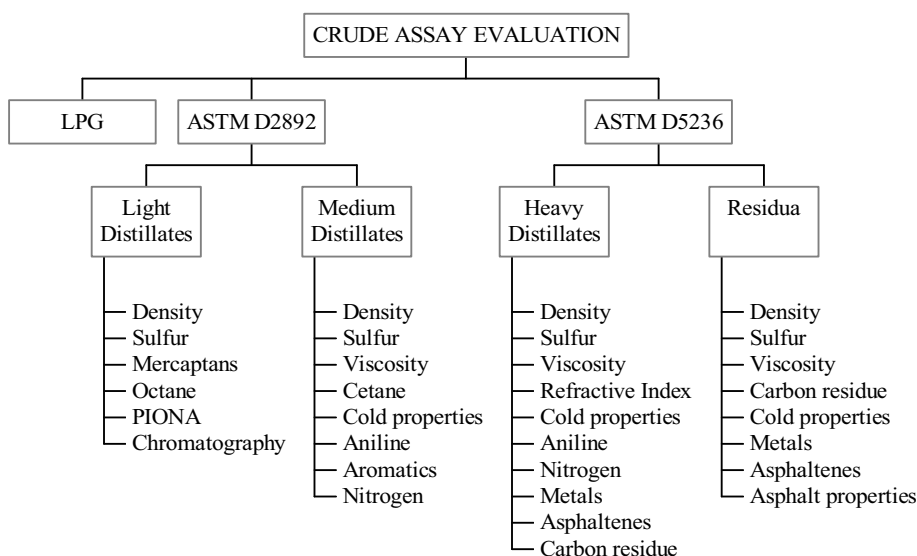 CRUDE ASSAY EVALUATION
LPG
ASTM D2892
ASTM D5236
Light
Distillates
Medium
Distillates
Heavy
Distillates
Residua
Density
Sulfur
Mercaptans
Octane
PIONA
Chromatography
Density
Sulfur
Viscosity
Cetane
Cold properties
Aniline
Aromatics
Nitrogen
Density
Sulfur
Viscosity
Refractive Index
Cold properties
Aniline
Nitrogen
Metals
Asphaltenes
Carbon residue
Density
Sulfur
Viscosity
Carbon residue
Cold properties
Metals
Asphaltenes
Asphalt properties